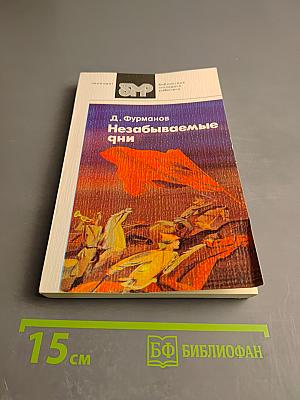 Д. Фурманов
Незабываемые
дни
15 см
БФ БИБЛИОФАН